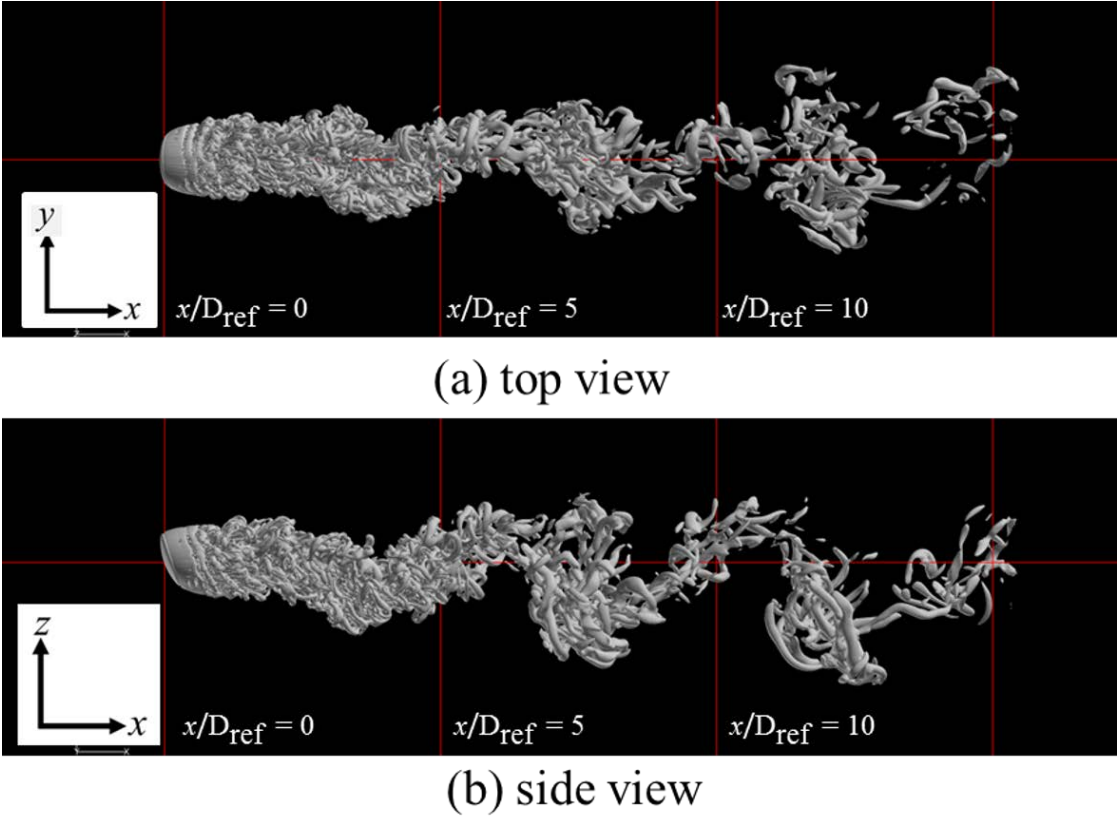 y
x
x/Dref = 0
x/Dref = 5
x/Dref = 10
(a) top view
z
x
x/Dref = 0
x/Dref = 5
x/Dref = 10
(b) side view